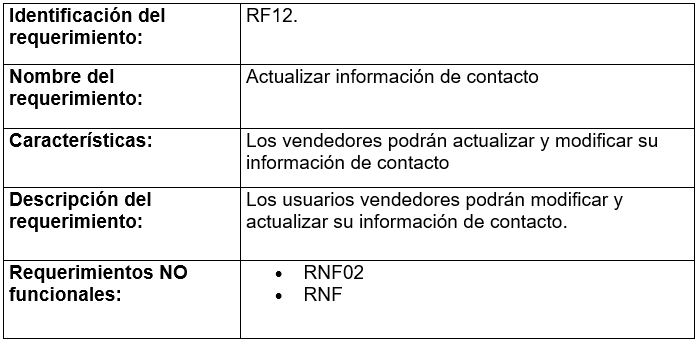 Identificación del
requerimiento:
RF12.
Nombre del
requerimiento:
Actualizar información de contacto
Características:
Los vendedores podrán actualizar y modificar su
información de contacto
Descripción del
requerimiento:
Los usuarios vendedores podrán modificar y
actualizar su información de contacto.
Requerimientos NO
funcionales:
• RNF02
• RNF